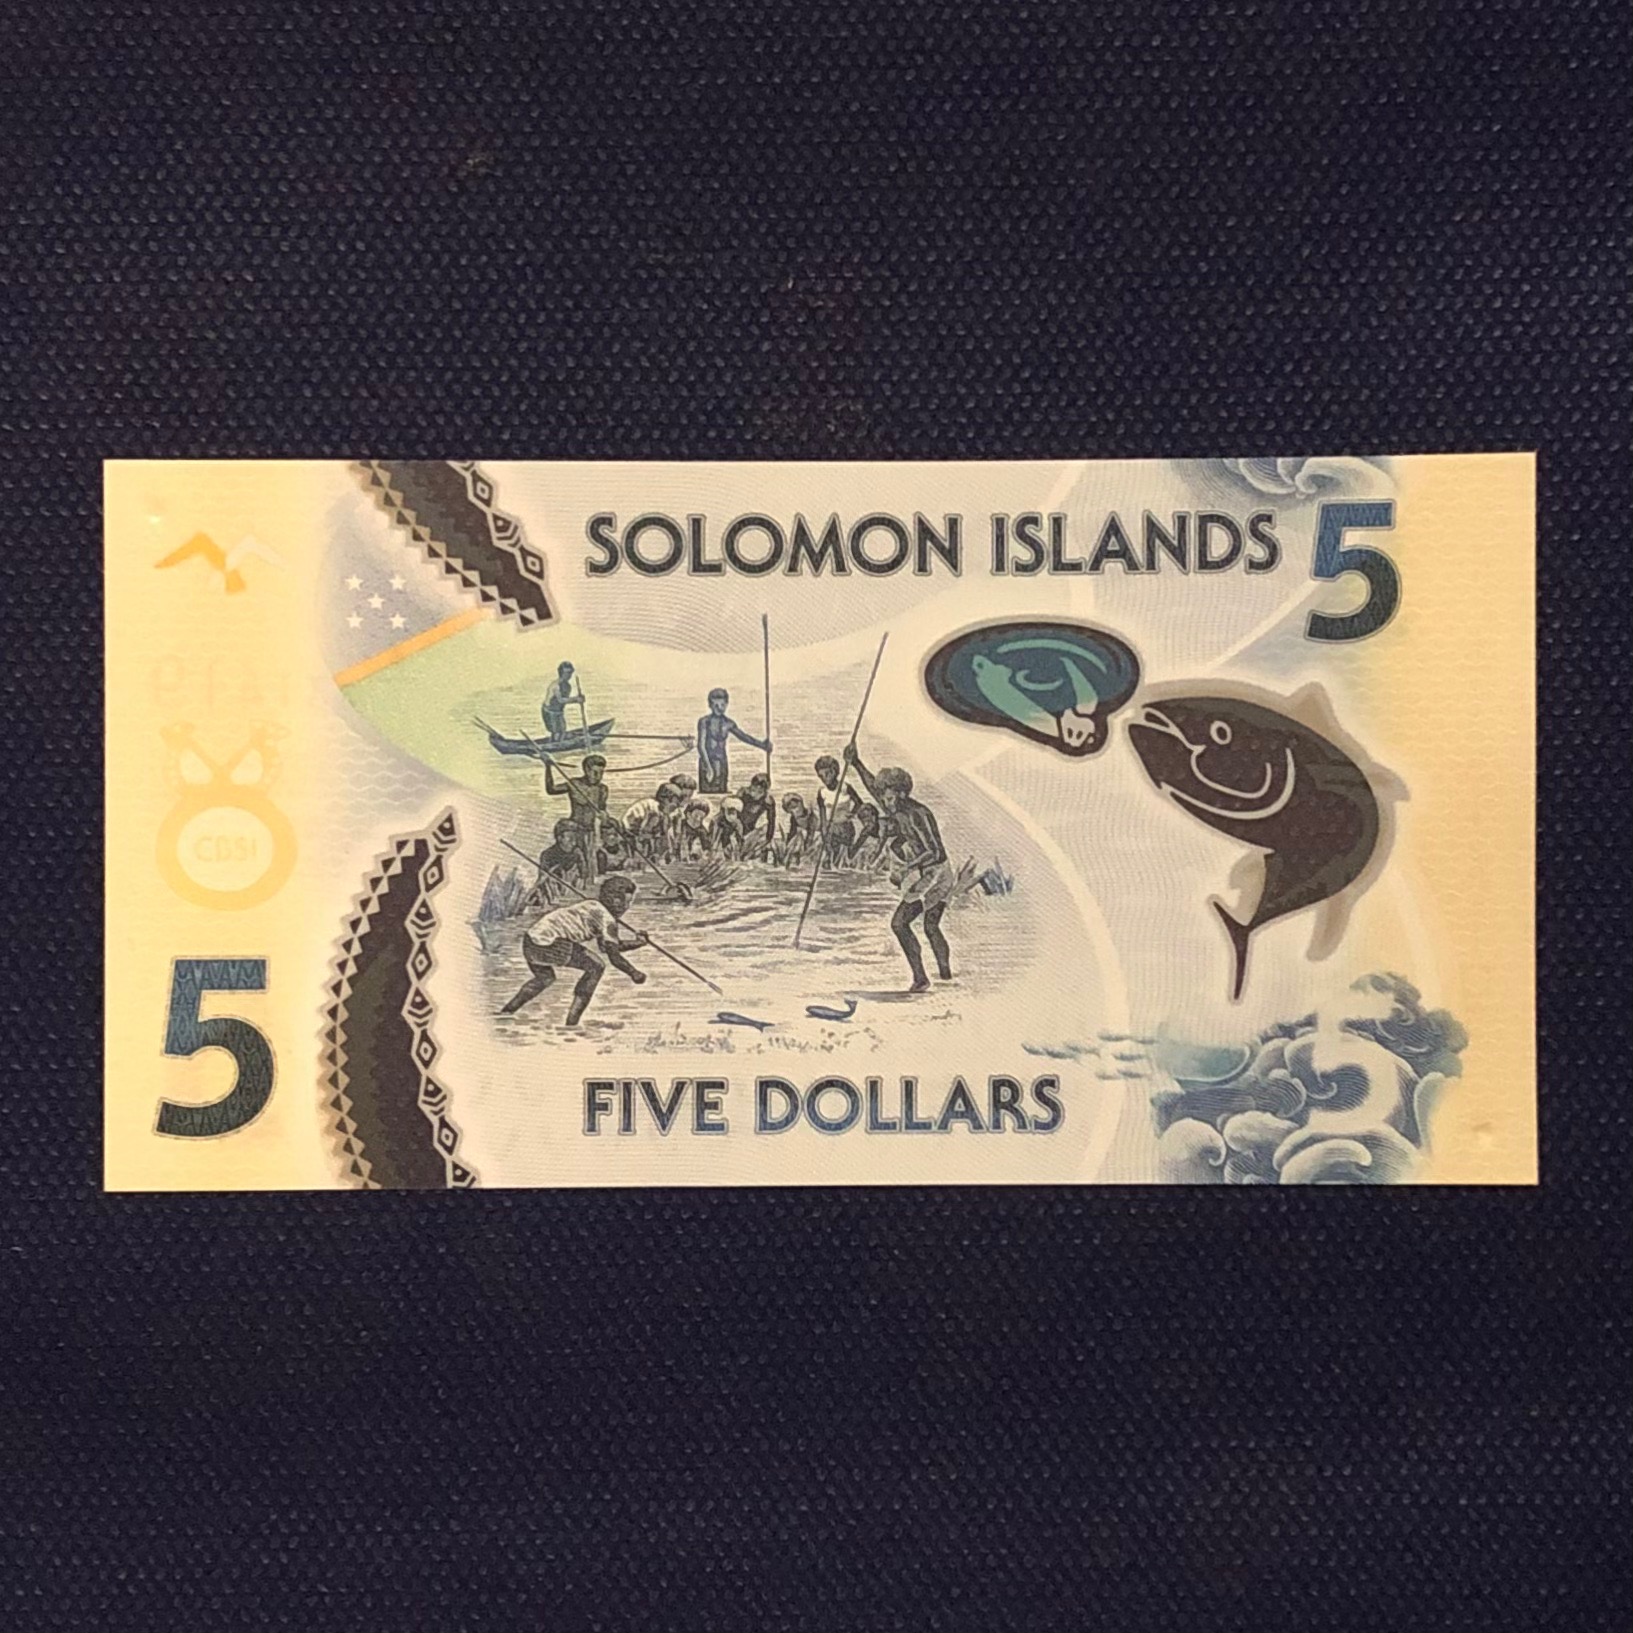 SOLOMON ISLANDS 5
CBSI
5
FIVE DOLLARS